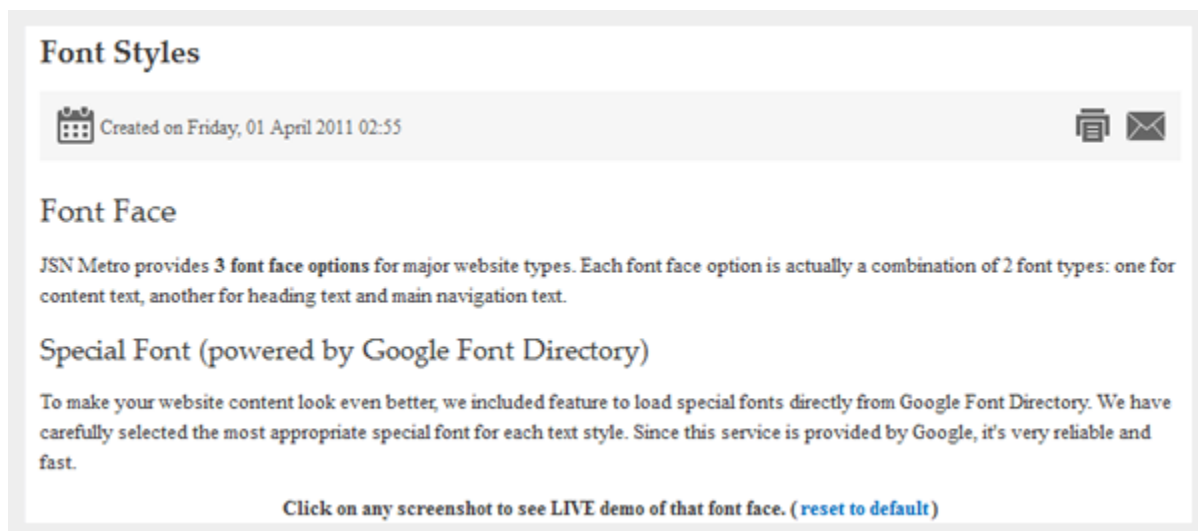 Font Styles
Created on Friday, 01 April 2011 02:55
Font Face
JSN Metro provides 3 font face options for major website types. Each font face option is actually a combination of 2 font types: one for
content text, another for heading text and main navigation text.
Special Font (powered by Google Font Directory)
To make your website content look even better, we included feature to load special fonts directly from Google Font Directory. We have
carefully selected the most appropriate special font for each text style. Since this service is provided by Google, it's very reliable and
fast.
Click on any screenshot to see LIVE demo of that font face. ( reset to default )